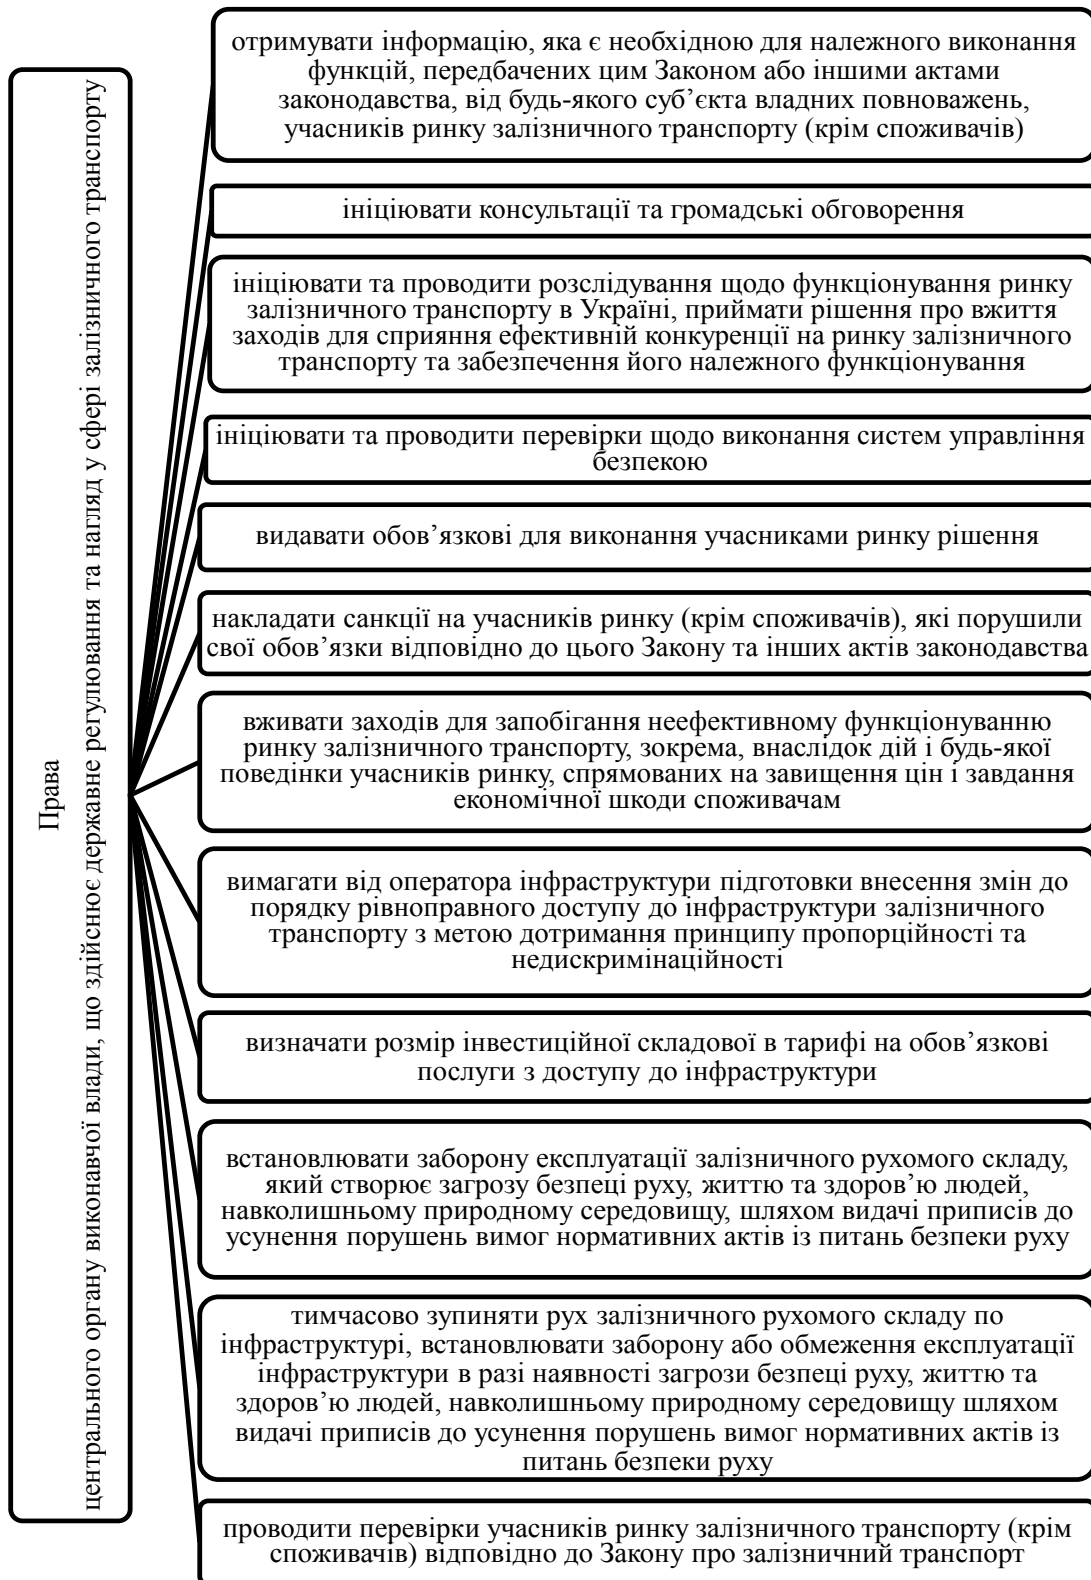 Права
центрального органу виконавчої влади, що здійснює державне регулювання та нагляд у сфері залізничного транспорту
отримувати інформацію, яка є необхідною для належного виконання
функцій, передбачених цим Законом або іншими актами
законодавства, від будь-якого суб’єкта владних повноважень,
учасників ринку залізничного транспорту (крім споживачів)
ініціювати консультації та громадські обговорення
ініціювати та проводити розслідування щодо функціонування ринку
залізничного транспорту в Україні, приймати рішення про вжиття
заходів для сприяння ефективній конкуренції на ринку залізничного
транспорту та забезпечення його належного функціонування
ініціювати та проводити перевірки щодо виконання систем управління
безпекою
видавати обов’язкові для виконання учасниками ринку рішення
накладати санкції на учасників ринку (крім споживачів), які порушили
свої обов’язки відповідно до цього Закону та інших актів законодавства
вживати заходів для запобігання неефективному функціонуванню
ринку залізничного транспорту, зокрема, внаслідок дій і будь-якої
поведінки учасників ринку, спрямованих на завищення цін і завдання
економічної шкоди споживачам
вимагати від оператора інфраструктури підготовки внесення змін до
порядку рівноправного доступу до інфраструктури залізничного
транспорту з метою дотримання принципу пропорційності та
недискримінаційності
визначати розмір інвестиційної складової в тарифі на обов’язкові
послуги з доступу до інфраструктури
встановлювати заборону експлуатації залізничного рухомого складу,
який створює загрозу безпеці руху, життю та здоров’ю людей,
навколишньому природному середовищу, шляхом видачі приписів до
усунення порушень вимог нормативних актів із питань безпеки руху
тимчасово зупиняти рух залізничного рухомого складу по
інфраструктурі, встановлювати заборону або обмеження експлуатації
інфраструктури в разі наявності загрози безпеці руху, життю та
здоров’ю людей, навколишньому природному середовищу шляхом
видачі приписів до усунення порушень вимог нормативних актів із
питань безпеки руху
проводити перевірки учасників ринку залізничного транспорту (крім
споживачів) відповідно до Закону про залізничний транспорт